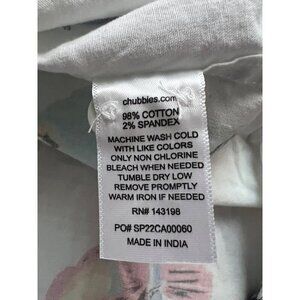 chubbies.com
98% COTTON
2% SPANDEX
MACHINE WASH COLD
WITH LIKE COLORS
ONLY NON CHLORINE
BLEACH WHEN NEEDED
TUMBLE DRY LOW
REMOVE PROMPTLY
WARM IRON IF NEEDED
RN# 143198
PO# SP22CA00060
MADE IN INDIA